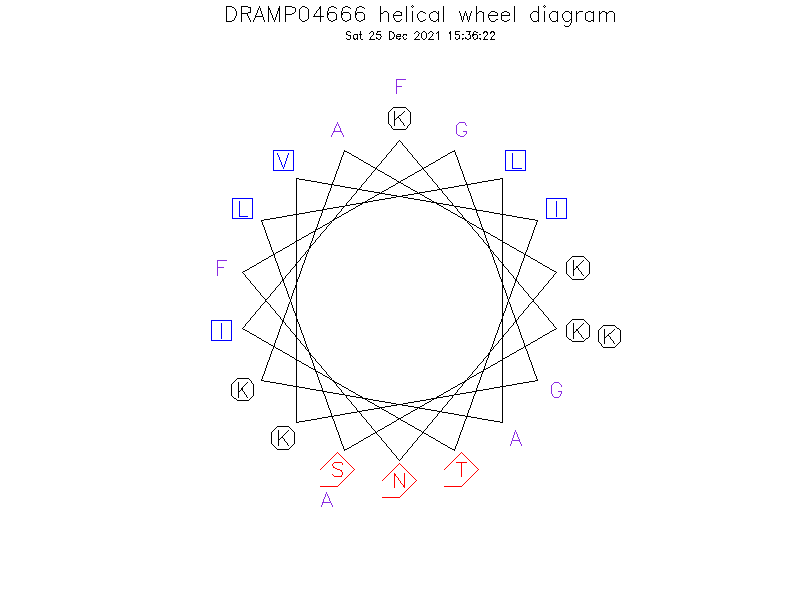 DRAMP04666 helical wheel diagram
Sat 25 Dec 2021 15:36:22
F
K
A G
V L
L I
F K
I K K
K G
K A
S N T
A